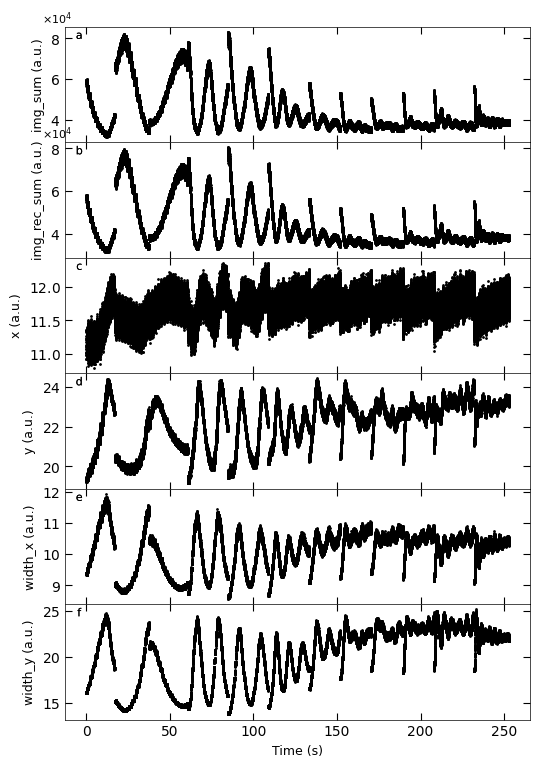 ×10⁴
a
8
6
4
img_sum (a.u.)
×10⁴
b
8
6
4
img_rec_sum (a.u.)
c
12.0
11.5
11.0
x (a.u.)
d
24
22
20
y (a.u.)
e
12
11
10
9
width_x (a.u.)
f
25
20
15
width_y (a.u.)
0 50 100 150 200 250
Time (s)